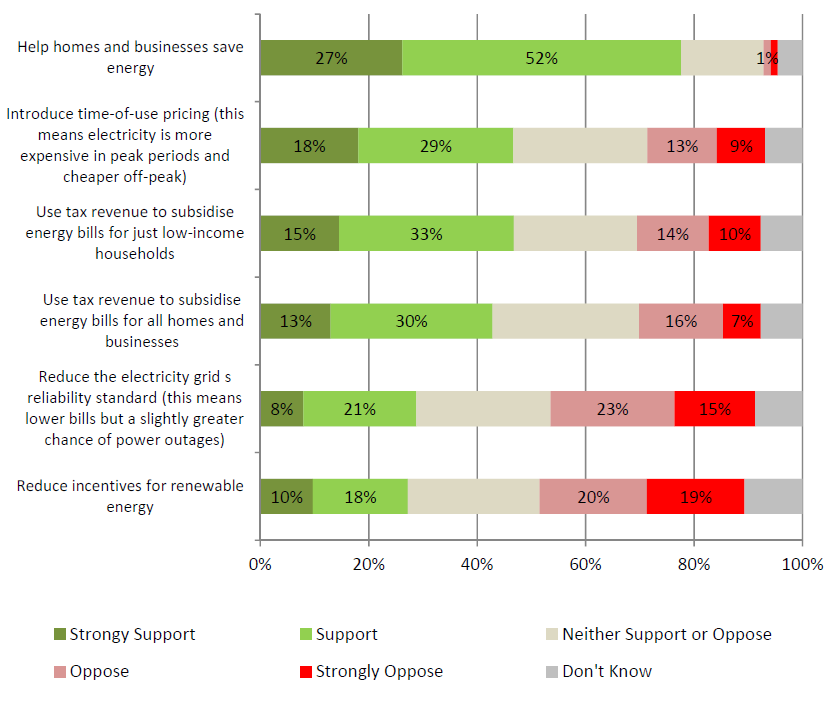 Help homes and businesses save
energy
27%
52%
1%
Introduce time-of-use pricing (this
means electricity is more
expensive in peak periods and
cheaper off-peak)
18%
29%
13%
9%
Use tax revenue to subsidise
energy bills for just low-income
households
15%
33%
14%
10%
Use tax revenue to subsidise
energy bills for all homes and
businesses
13%
30%
16%
7%
Reduce the electricity grid s
reliability standard (this means
lower bills but a slightly greater
chance of power outages)
8%
21%
23%
15%
Reduce incentives for renewable
energy
10%
18%
20%
19%
0%
20%
40%
60%
80%
100%
Strongy Support
Support
Neither Support or Oppose
Oppose
Strongly Oppose
Don't Know